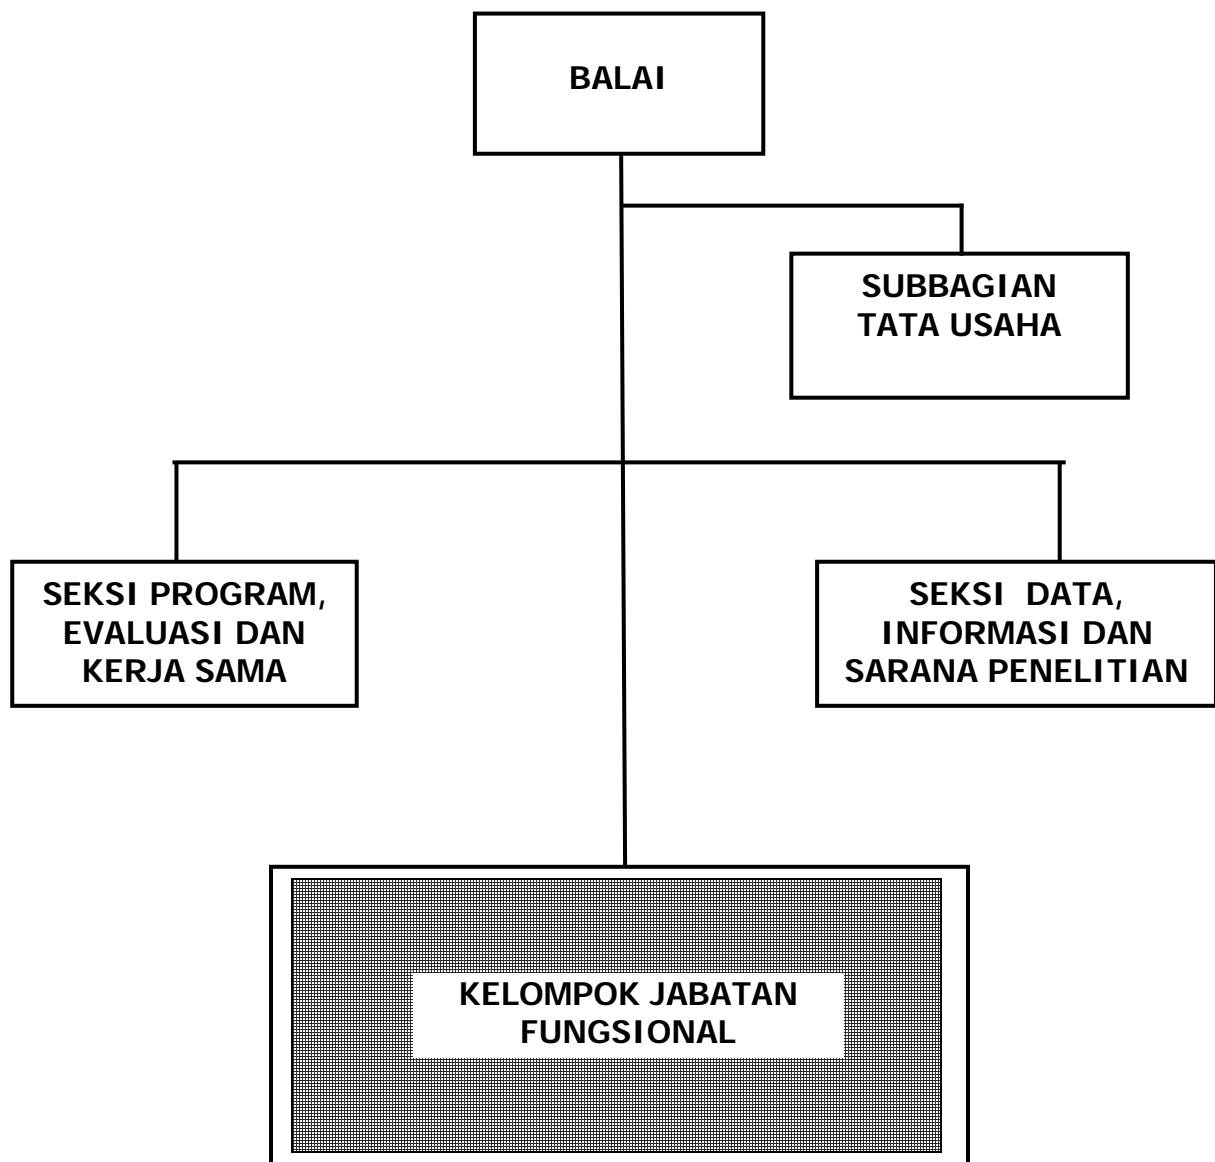 BALAI
SUBBAGIAN
TATA USAHA
SEKSI PROGRAM,
EVALUASI DAN
KERJA SAMA
SEKSI DATA,
INFORMASI DAN
SARANA PENELITIAN
KELOMPOK JABATAN
FUNGSIONAL